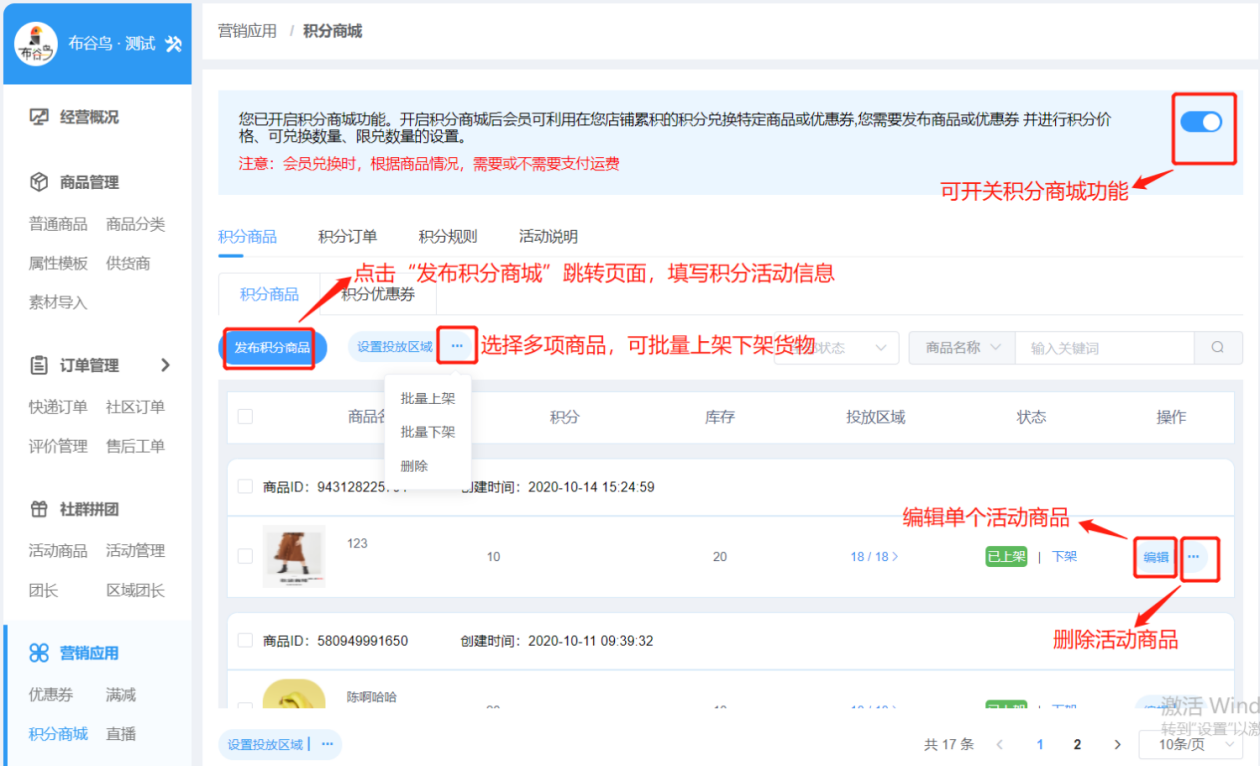 布谷鸟
布谷鸟 · 测试
经营概况
商品管理
普通商品 商品分类
属性模板 供货商
素材导入
订单管理
快递订单 社区订单
评价管理 售后工单
社群拼团
活动商品 活动管理
团长 区域团长
营销应用
优惠券 满减
积分商城 直播
营销应用 / 积分商城
您已开启积分商城功能。开启积分商城后会员可利用在您店铺累积的积分兑换特定商品或优惠券,您需要发布商品或优惠券 并进行积分价
格、可兑换数量、限兑数量的设置。
注意：会员兑换时，根据商品情况，需要或不需要支付运费
可开关积分商城功能
积分商品 积分订单 积分规则 活动说明
点击“发布积分商城”跳转页面，填写积分活动信息
积分商品 积分优惠券
发布积分商品 设置投放区域 ··· 选择多项商品，可批量上架下架货物 状态 商品名称 输入关键词
批量上架
批量下架
删除
商品名 积分 库存 投放区域 状态 操作
商品ID：943128225 创建时间：2020-10-14 15:24:59
编辑单个活动商品
123
10 20 18 / 18 > 已上架 | 下架 编辑 ···
删除活动商品
商品ID：580949991650 创建时间：2020-10-11 09:39:32
陈啊哈哈
已上架 | 下架
激活 Wind
转到"设置"以激
设置投放区域 | ··· 共 17 条 < 1 2 > 10条/页